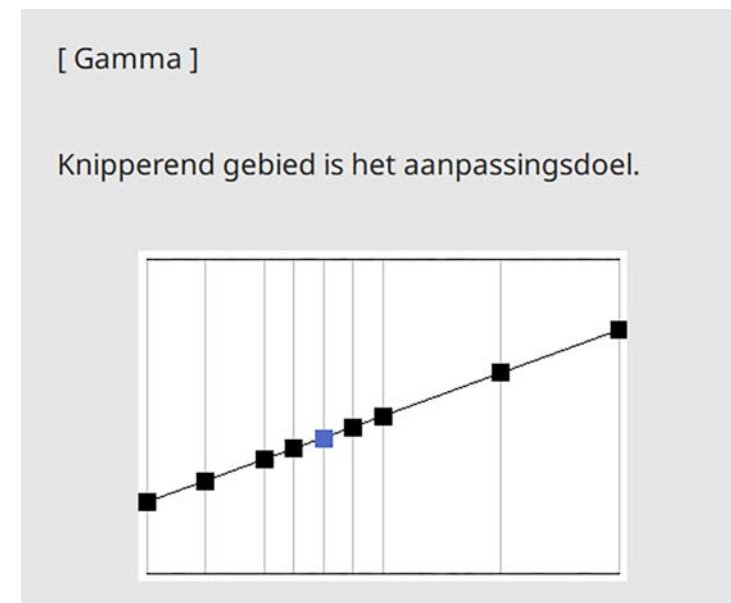 [ Gamma ]
Knipperend gebied is het aanpassingsdoel.